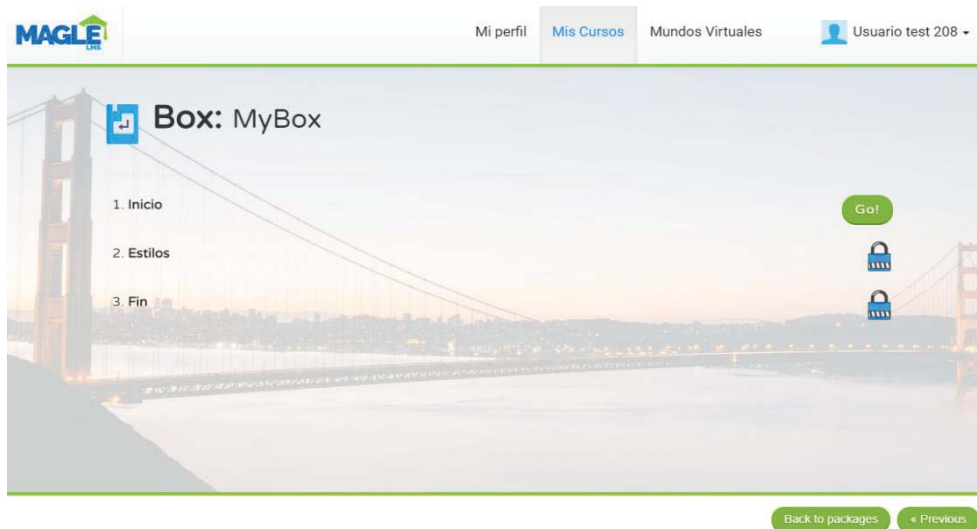 MAGLE
LMS
Mi perfil Mis Cursos Mundos Virtuales Usuario test 208
Box: MyBox
1. Inicio Go!
2. Estilos
3. Fin
Back to packages « Previous